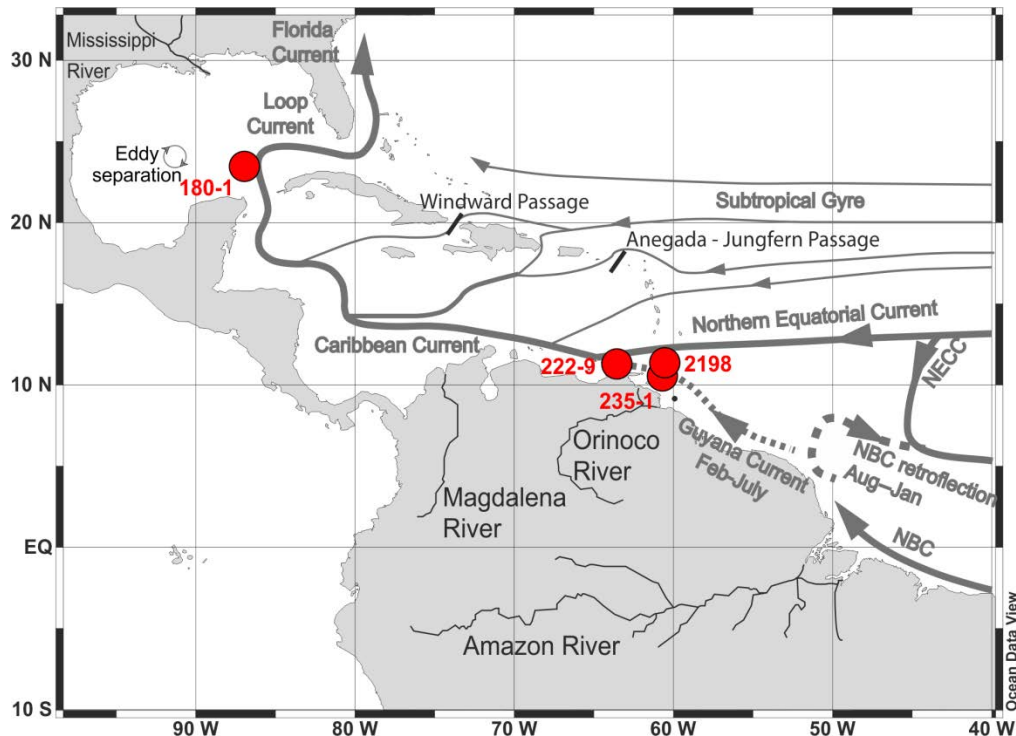 Mississippi
River
Florida
Current
30 N
Loop
Current
Eddy
separation
180-1
Windward Passage
Subtropical Gyre
20 N
Anegada - Jungfern Passage
Northern Equatorial Current
Caribbean Current
NECC
222-9
2198
10 N
235-1
Orinoco
River
Guyana Current
Feb-July
NBC retroflection
Aug–Jan
Magdalena
River
EQ
NBC
Amazon River
10 S
90 W
80 W
70 W
60 W
50 W
40 W
Ocean Data View